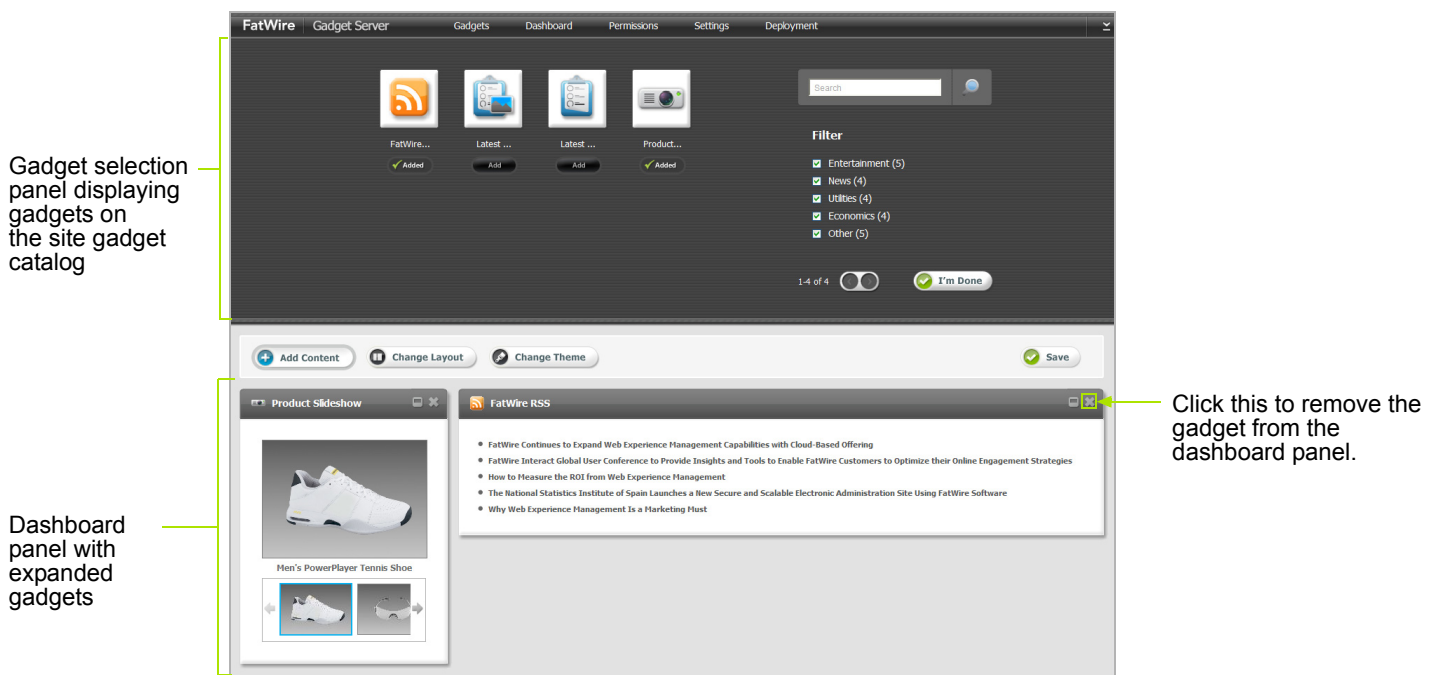 FatWire Gadget Server Gadgets Dashboard Permissions Settings Deployment
Search
FatWire... Latest ... Latest ... Product...
Added Add Add Added
Filter
Entertainment (5)
News (4)
Utilities (4)
Economics (4)
Other (5)
1-4 of 4 I'm Done
Gadget selection
panel displaying
gadgets on
the site gadget
catalog
Add Content Change Layout Change Theme Save
Product Slideshow
Men's PowerPlayer Tennis Shoe
FatWire RSS
FatWire Continues to Expand Web Experience Management Capabilities with Cloud-Based Offering
FatWire Interact Global User Conference to Provide Insights and Tools to Enable FatWire Customers to Optimize their Online Engagement Strategies
How to Measure the ROI from Web Experience Management
The National Statistics Institute of Spain Launches a New Secure and Scalable Electronic Administration Site Using FatWire Software
Why Web Experience Management Is a Marketing Must
Click this to remove the
gadget from the
dashboard panel.
Dashboard
panel with
expanded
gadgets